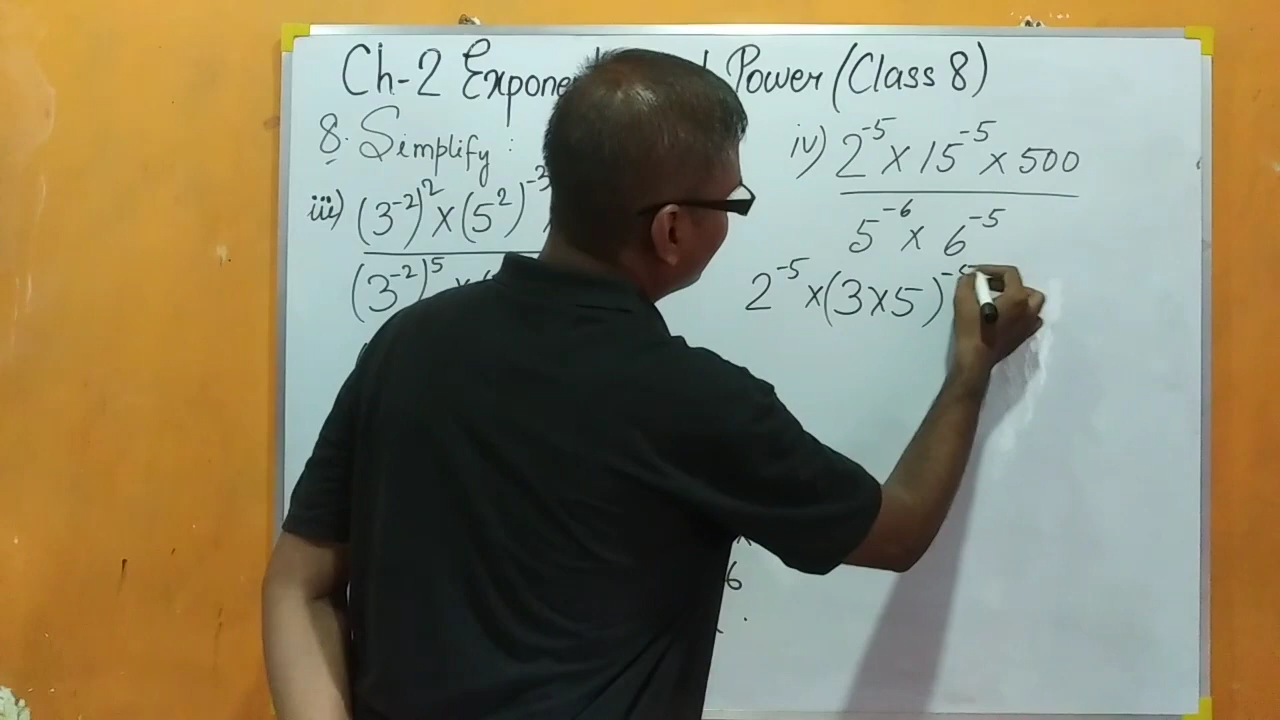 Ch-2 Power (Class 8)
8. Simplify :
iii) (3⁻²)² × (5²)⁻³
(3⁻²)⁵ ×
iv) 2⁻⁵ × 15⁻⁵ × 500
5⁻⁶ × 6⁻⁵
2⁻⁵ × (3 × 5)
6